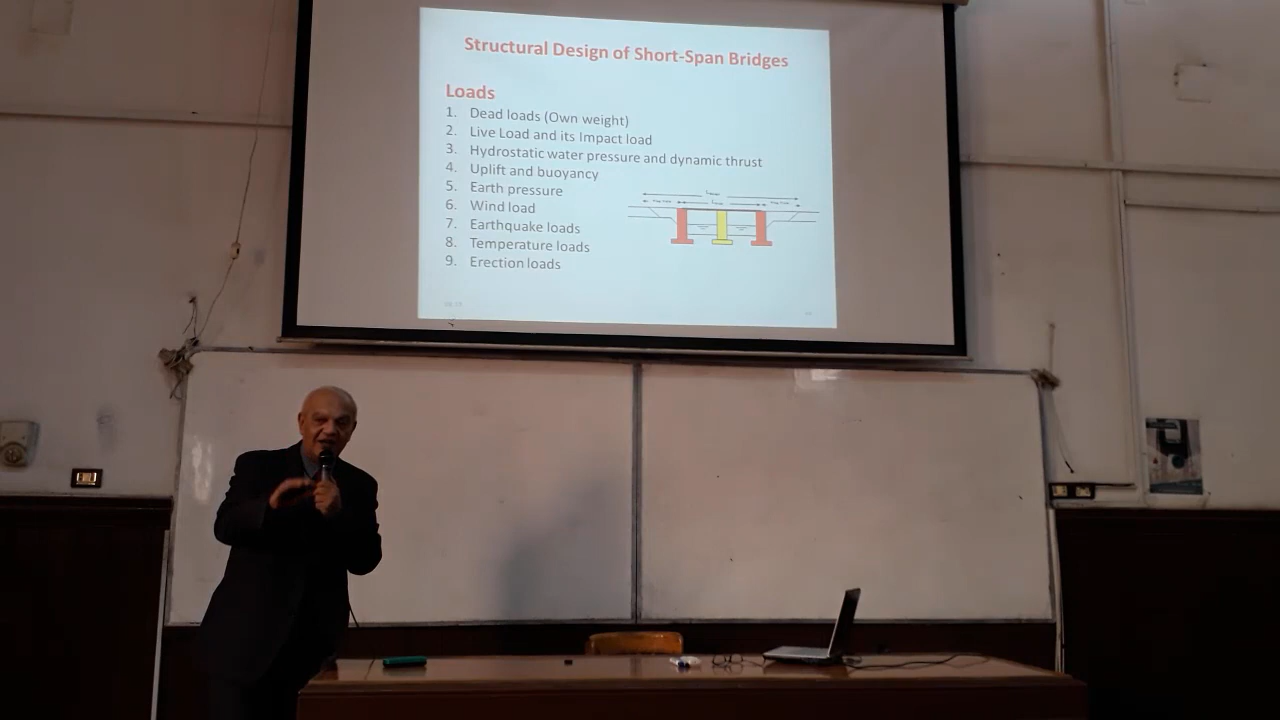 Structural Design of Short-Span Bridges
Loads
1. Dead loads (Own weight)
2. Live Load and its Impact load
3. Hydrostatic water pressure and dynamic thrust
4. Uplift and buoyancy
5. Earth pressure
6. Wind load
7. Earthquake loads
8. Temperature loads
9. Erection loads